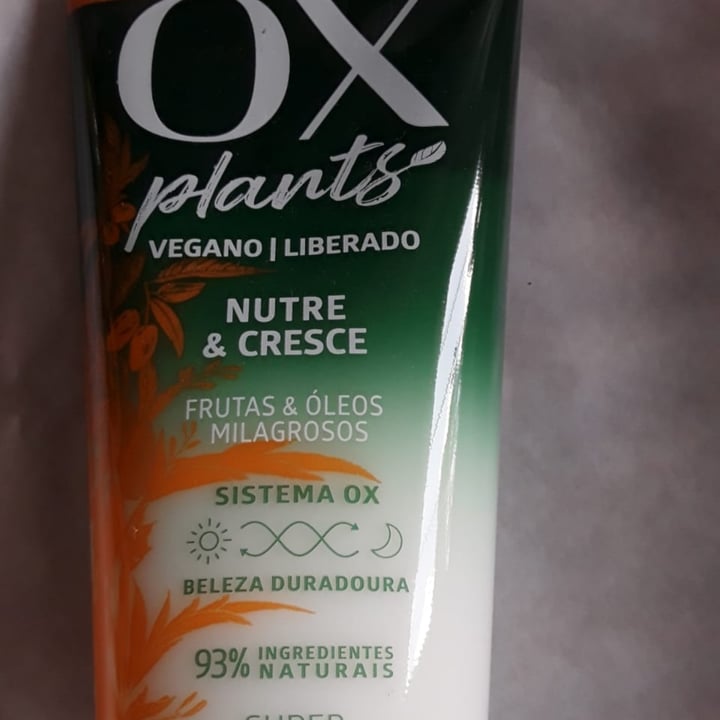 OX
plants
VEGANO | LIBERADO
NUTRE
& CRESCE
FRUTAS & ÓLEOS
MILAGROSOS
SISTEMA OX
BELEZA DURADOURA
93% INGREDIENTES
NATURAIS